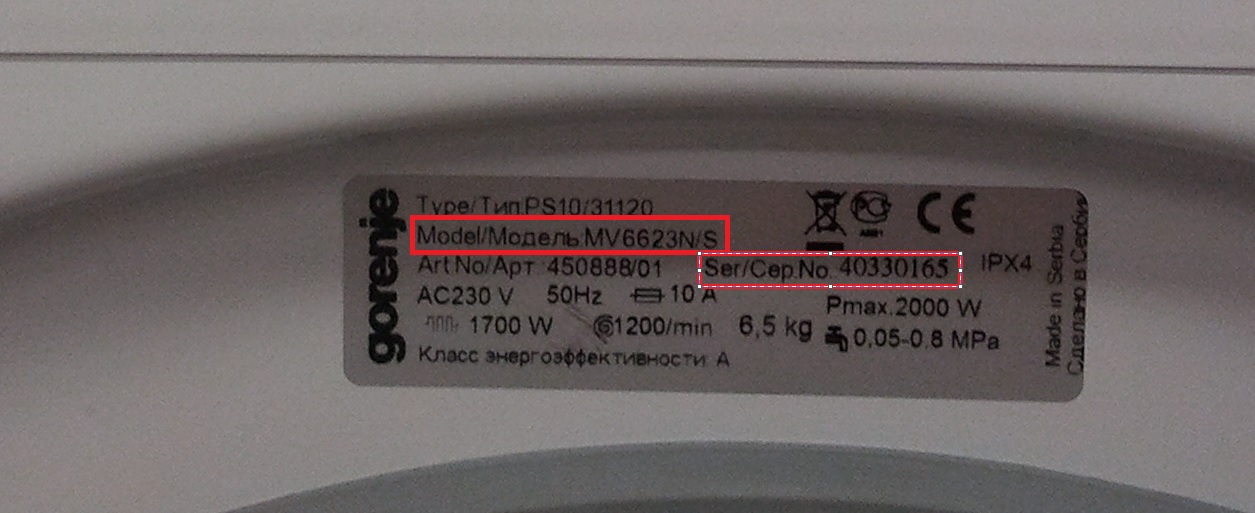 gorenje
Type/Тип:PS10/31120
Model/Модель:MV6623N/S
Art No/Арт. 450888/01 Ser/Сер.No. 40330165 IPX4
AC230 V 50Hz 10 A Pmax.2000 W
1700 W 1200/min 6,5 kg 0,05-0.8 MPa
Класс энергоэффективности: A
PC
CE
Made in Serbia
Сделано в Сербии